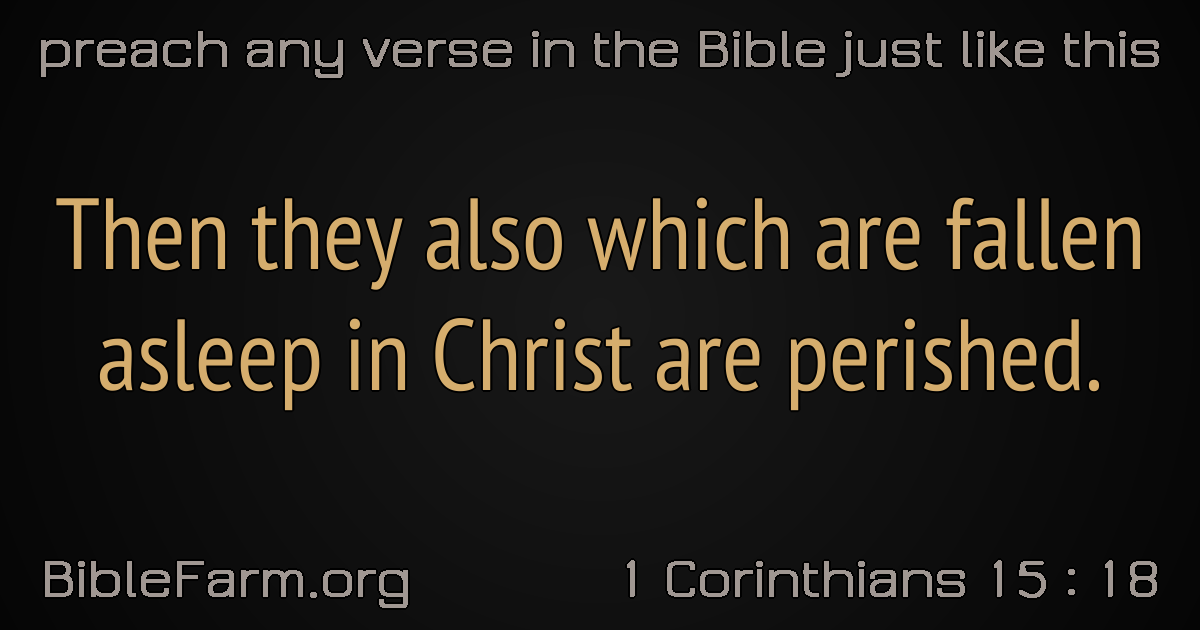 preach any verse in the Bible just like this
Then they also which are fallen
asleep in Christ are perished.
BibleFarm.org
1 Corinthians 15 : 18